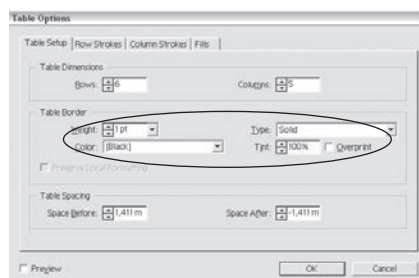 Table Options
Table Setup Row Strokes Column Strokes Fills
Table Dimensions
Rows: 6 Columns: 5
Table Border
Weight: 1 pt Type: Solid
Color: [Black] Tint: 100% Overprint
Preserve Local Formatting
Table Spacing
Space Before: 1,411 m Space After: -1,411 m
Preview OK Cancel